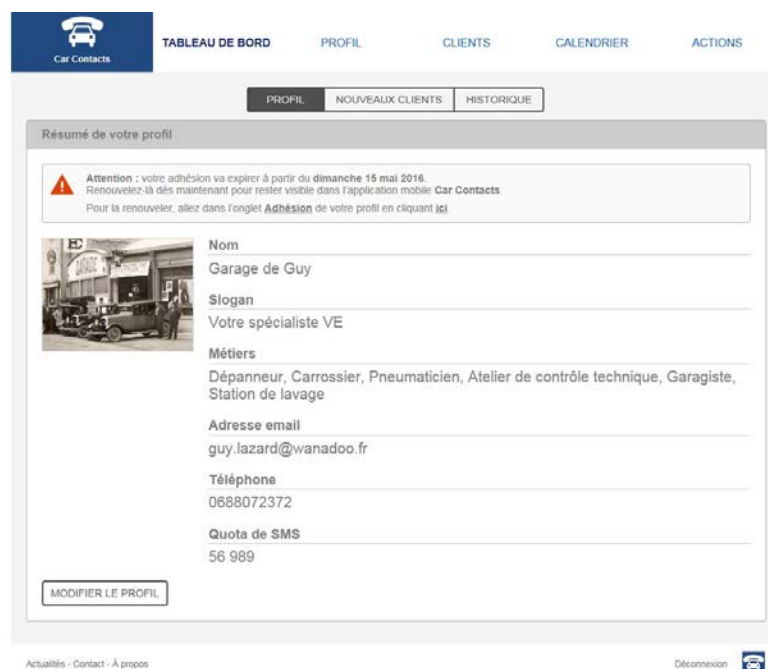 Car Contacts
TABLEAU DE BORD PROFIL CLIENTS CALENDRIER ACTIONS
PROFIL NOUVEAUX CLIENTS HISTORIQUE
Résumé de votre profil
Attention : votre adhésion va expirer à partir du dimanche 15 mai 2016.
Renouvelez-là dès maintenant pour rester visible dans l'application mobile Car Contacts.
Pour la renouveler, allez dans l'onglet Adhésion de votre profil en cliquant ici.
E
GARAGE
Nom
Garage de Guy
Slogan
Votre spécialiste VE
Métiers
Dépanneur, Carrossier, Pneumaticien, Atelier de contrôle technique, Garagiste,
Station de lavage
Adresse email
guy.lazard@wanadoo.fr
Téléphone
0688072372
Quota de SMS
56 989
MODIFIER LE PROFIL
Actualités - Contact - À propos
Déconnexion